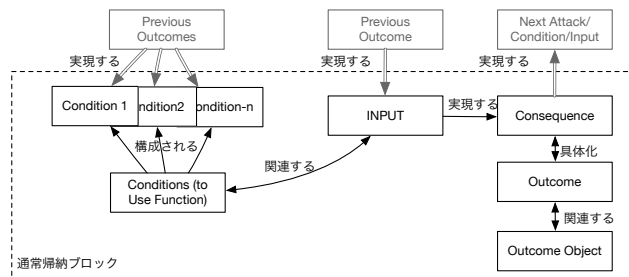 Previous
Outcomes
Previous
Outcome
Next Attack/
Condition/Input
実現する
実現する
実現する
Condition 1
ndition2
ondition-n
INPUT
実現する
Consequence
構成される
関連する
具体化
Conditions (to
Use Function)
Outcome
関連する
Outcome Object
通常帰納ブロック